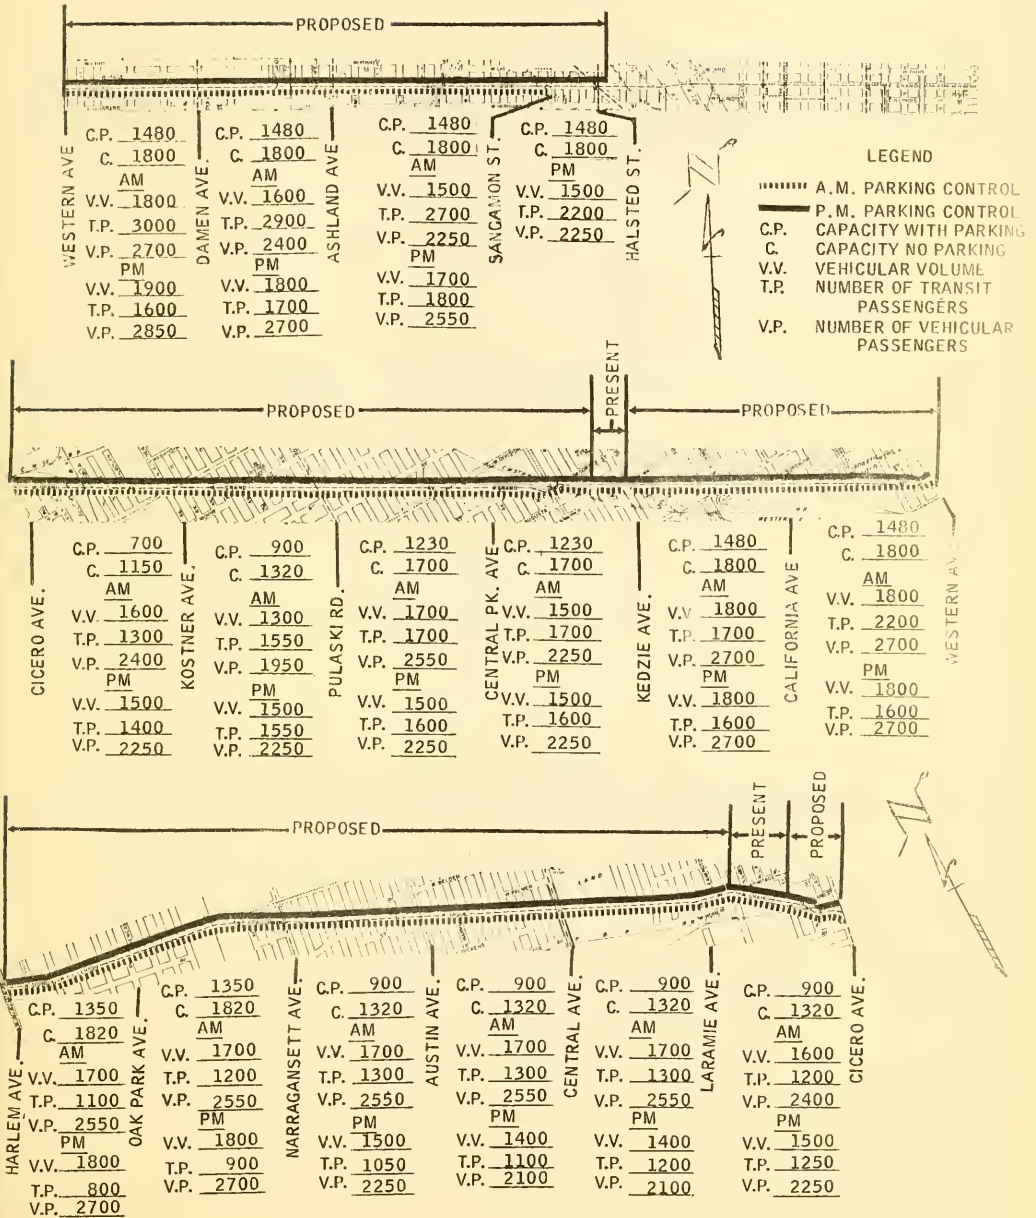 PROPOSED
WESTERN AVE
C.P. 1480
C. 1800
AM
V.V. 1800
T.P. 3000
V.P. 2700
PM
V.V. 1900
T.P. 1600
V.P. 2850
DAMEN AVE.
C.P. 1480
C. 1800
AM
V.V. 1600
T.P. 2900
V.P. 2400
PM
V.V. 1800
T.P. 1700
V.P. 2700
ASHLAND AVE
C.P. 1480
C. 1800
AM
V.V. 1500
T.P. 2700
V.P. 2250
PM
V.V. 1700
T.P. 1800
V.P. 2550
SANGAMON ST.
C.P. 1480
C. 1800
PM
V.V. 1500
T.P. 2200
V.P. 2250
HALSTED ST.
LEGEND
A.M. PARKING CONTROL
P.M. PARKING CONTROL
C.P. CAPACITY WITH PARKING
C. CAPACITY NO PARKING
V.V. VEHICULAR VOLUME
T.P. NUMBER OF TRANSIT
PASSENGERS
V.P. NUMBER OF VEHICULAR
PASSENGERS
PROPOSED
PRESENT
PROPOSED
CICERO AVE.
C.P. 700
C. 1150
AM
V.V. 1600
T.P. 1300
V.P. 2400
PM
V.V. 1500
T.P. 1400
V.P. 2250
KOSTNER AVE.
C.P. 900
C. 1320
AM
V.V. 1300
T.P. 1550
V.P. 1950
PM
V.V. 1500
T.P. 1550
V.P. 2250
PULASKI RD.
C.P. 1230
C. 1700
AM
V.V. 1700
T.P. 1700
V.P. 2550
PM
V.V. 1500
T.P. 1600
V.P. 2250
CENTRAL PK. AVE
C.P. 1230
C. 1700
AM
V.V. 1500
T.P. 1700
V.P. 2250
PM
V.V. 1500
T.P. 1600
V.P. 2250
KEDZIE AVE.
C.P. 1480
C. 1800
AM
V.V 1800
T.P. 1700
V.P. 2700
PM
V.V. 1800
T.P. 1600
V.P. 2700
CALIFORNIA AVE
C.P. 1480
C. 1800
AM
V.V. 1800
T.P. 2200
V.P. 2700
PM
V.V. 1800
T.P. 1600
V.P. 2700
WESTERN AVE.
PROPOSED
PRESENT
PROPOSED
HARLEM AVE.
C.P. 1350
C. 1820
AM
V.V. 1700
T.P. 1100
V.P. 2550
PM
V.V. 1800
T.P. 800
V.P. 2700
OAK PARK AVE.
C.P. 1350
C. 1820
AM
V.V. 1700
T.P. 1200
V.P. 2550
PM
V.V. 1800
T.P. 900
V.P. 2700
NARRAGANSETT AVE.
C.P. 900
C. 1320
AM
V.V. 1700
T.P. 1300
V.P. 2550
PM
V.V. 1500
T.P. 1050
V.P. 2250
AUSTIN AVE.
C.P. 900
C. 1320
AM
V.V. 1700
T.P. 1300
V.P. 2550
PM
V.V. 1400
T.P. 1100
V.P. 2100
CENTRAL AVE.
C.P. 900
C. 1320
AM
V.V. 1700
T.P. 1300
V.P. 2550
PM
V.V. 1400
T.P. 1200
V.P. 2100
LARAMIE AVE.
C.P. 900
C. 1320
AM
V.V. 1600
T.P. 1200
V.P. 2400
PM
V.V. 1500
T.P. 1250
V.P. 2250
CICERO AVE.